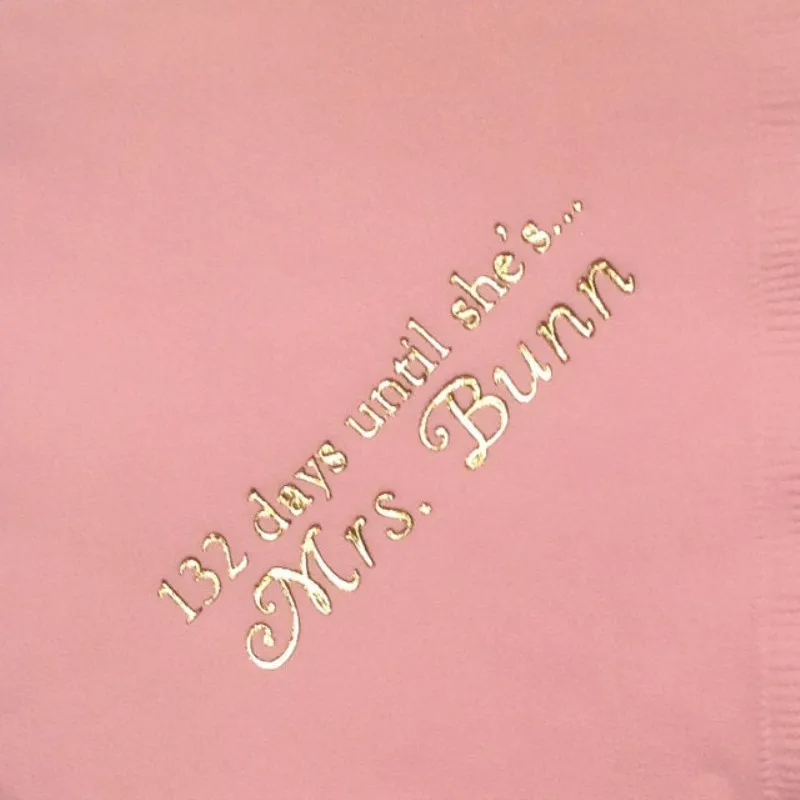 132 days until she's...
Mrs. Bunn